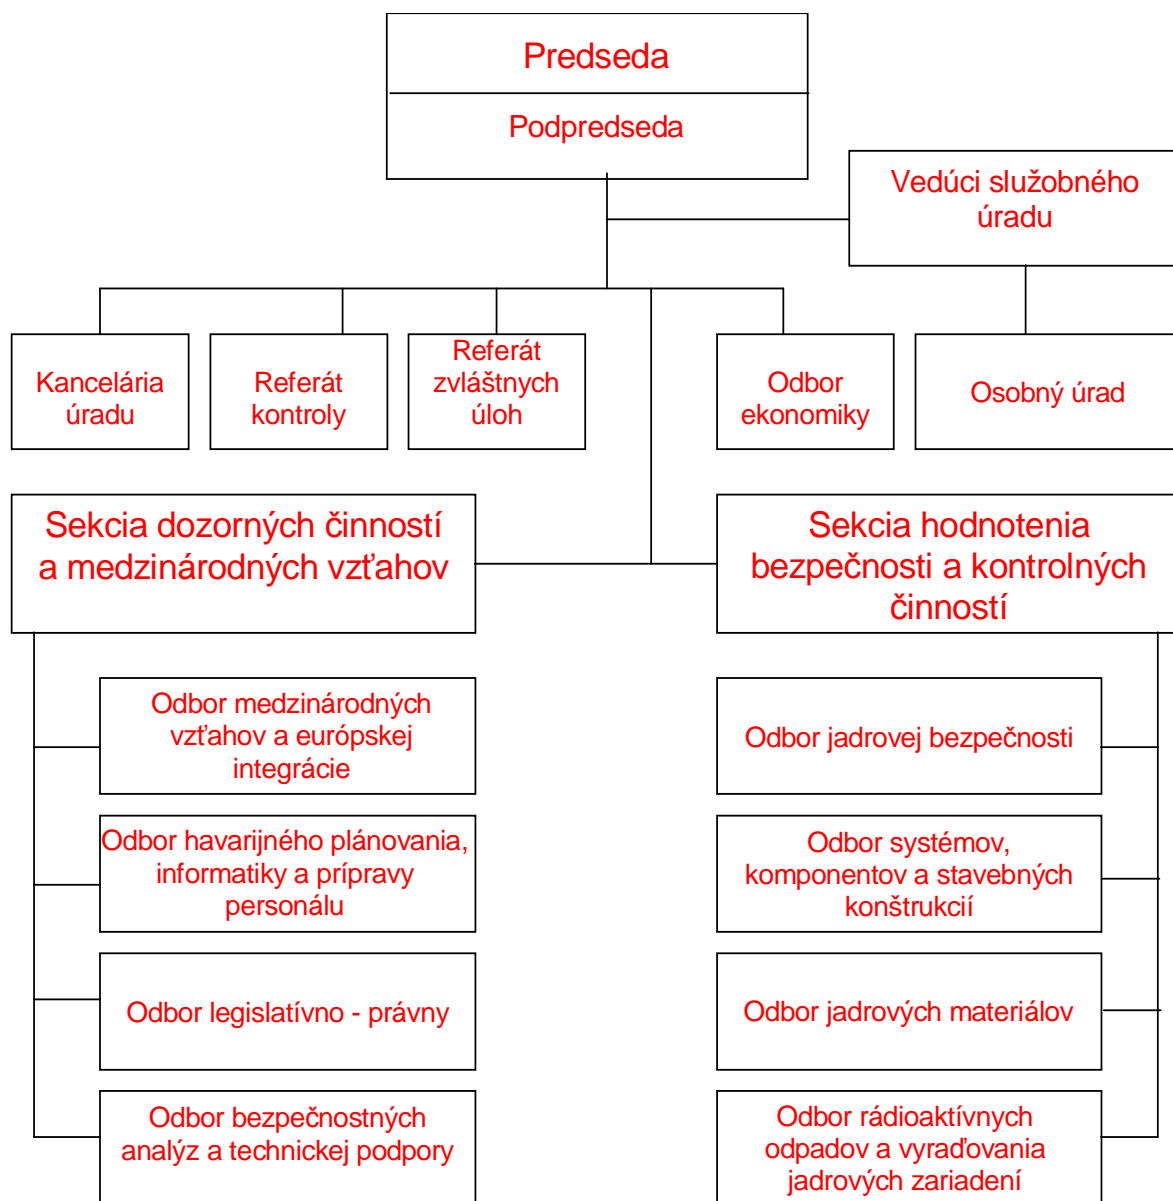 Predseda
Podpredseda
Vedúci služobného
úradu
Kancelária
úradu
Referát
kontroly
Referát
zvláštnych
úloh
Odbor
ekonomiky
Osobný úrad
Sekcia dozorných činností
a medzinárodných vzťahov
Sekcia hodnotenia
bezpečnosti a kontrolných
činností
Odbor medzinárodných
vzťahov a európskej
integrácie
Odbor jadrovej bezpečnosti
Odbor havarijného plánovania,
informatiky a prípravy
personálu
Odbor systémov,
komponentov a stavebných
konštrukcií
Odbor legislatívno - právny
Odbor jadrových materiálov
Odbor bezpečnostných
analýz a technickej podpory
Odbor rádioaktívnych
odpadov a vyraďovania
jadrových zariadení